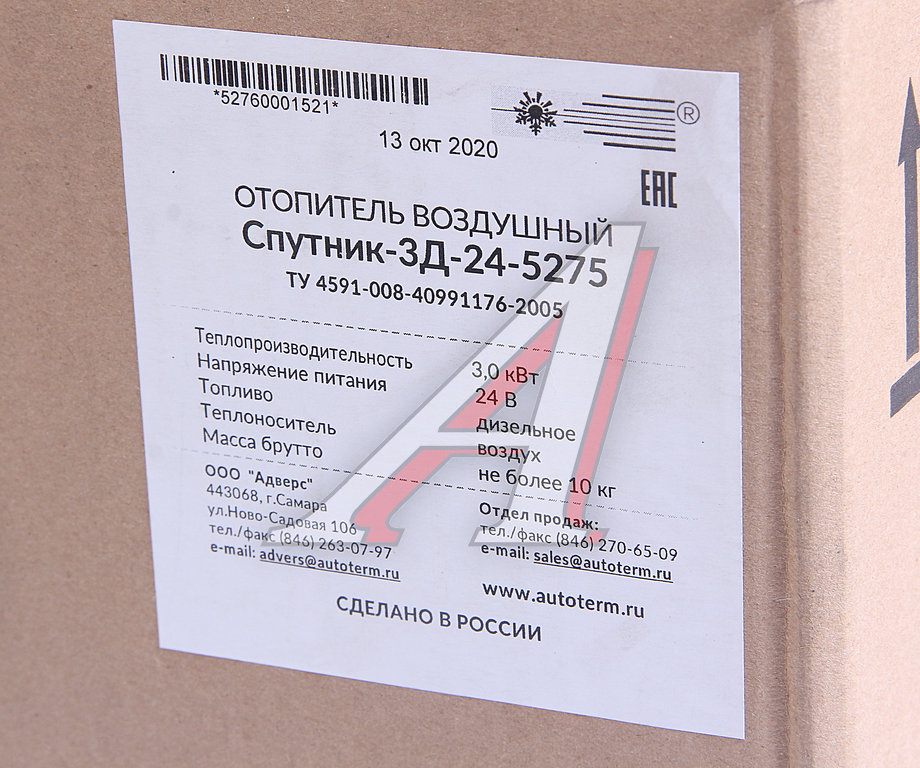 *52760001521*
®
13 окт 2020
EAC
ОТОПИТЕЛЬ ВОЗДУШНЫЙ
Спутник-3Д-24-5275
ТУ 4591-008-40991176-2005
Теплопроизводительность 3,0 кВт
Напряжение питания 24 В
Топливо дизельное
Теплоноситель воздух
Масса брутто не более 10 кг
ООО "Адверс"
443068, г.Самара
ул.Ново-Садовая 106
тел./факс (846) 263-07-97
e-mail: advers@autoterm.ru
Отдел продаж:
тел./факс (846) 270-65-09
e-mail: sales@autoterm.ru
www.autoterm.ru
СДЕЛАНО В РОССИИ